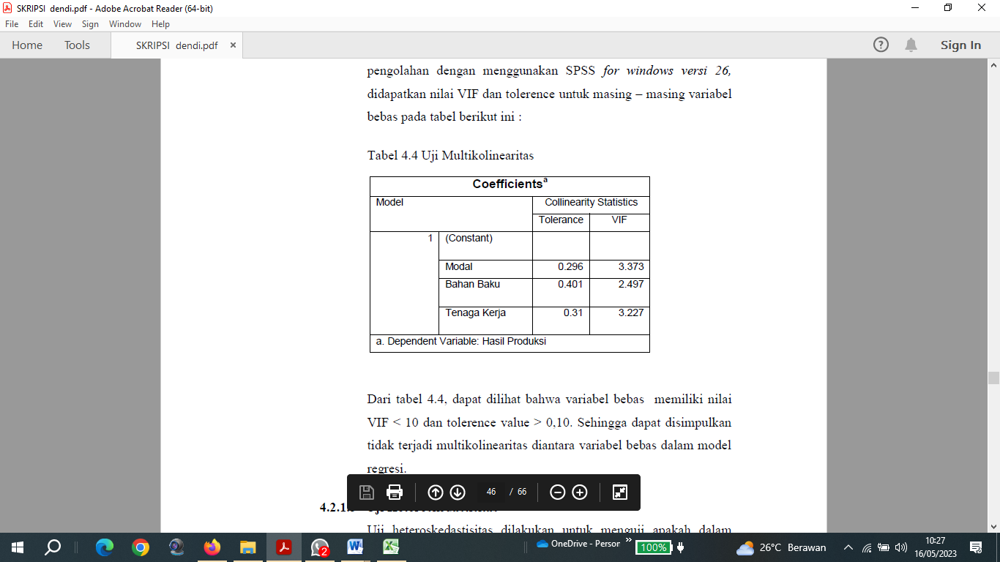 SKRIPSI dendi.pdf - Adobe Acrobat Reader (64-bit)
File Edit View Sign Window Help
Home Tools SKRIPSI dendi.pdf × ? Sign In
pengolahan dengan menggunakan SPSS for windows versi 26,
didapatkan nilai VIF dan tolerence untuk masing – masing variabel
bebas pada tabel berikut ini :
Tabel 4.4 Uji Multikolinearitas
Coefficientsa
Model Collinearity Statistics
Tolerance VIF
1 (Constant)
Modal 0.296 3.373
Bahan Baku 0.401 2.497
Tenaga Kerja 0.31 3.227
a. Dependent Variable: Hasil Produksi
Dari tabel 4.4, dapat dilihat bahwa variabel bebas memiliki nilai
VIF < 10 dan tolerence value > 0,10. Sehingga dapat disimpulkan
tidak terjadi multikolinearitas diantara variabel bebas dalam model
regresi.
46 / 66
Uji heteroskedastisitas dilakukan untuk menguji apakah dalam
2
OneDrive - Person
100%
26°C Berawan
10:27
16/05/2023